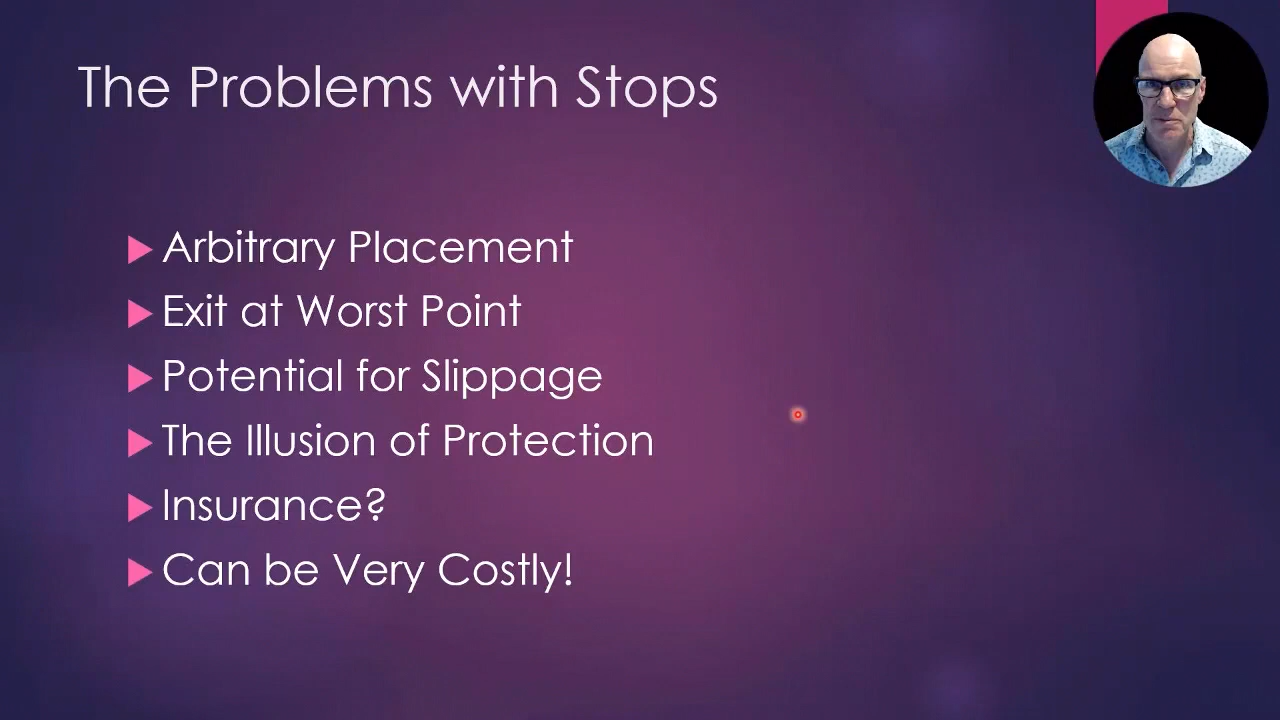 The Problems with Stops
Arbitrary Placement
Exit at Worst Point
Potential for Slippage
The Illusion of Protection
Insurance?
Can be Very Costly!